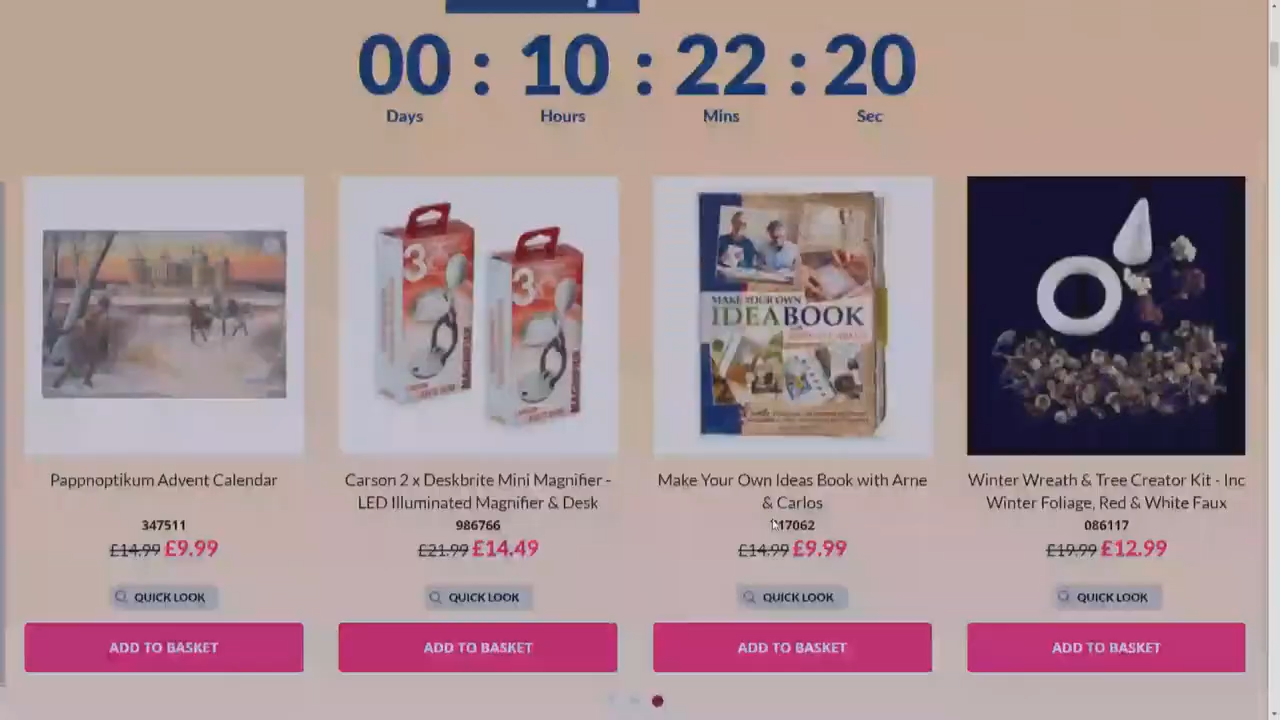 00 : 10 : 22 : 20
Days Hours Mins Sec
3
3
MAKE YOUR OWN
IDEABOOK
Pappnoptikum Advent Calendar
347511
£14.99 £9.99
QUICK LOOK
ADD TO BASKET
Carson 2 x Deskbrite Mini Magnifier -
LED Illuminated Magnifier & Desk
986766
£21.99 £14.49
QUICK LOOK
ADD TO BASKET
Make Your Own Ideas Book with Arne
& Carlos
17062
£14.99 £9.99
QUICK LOOK
ADD TO BASKET
Winter Wreath & Tree Creator Kit - Inc
Winter Foliage, Red & White Faux
086117
£19.99 £12.99
QUICK LOOK
ADD TO BASKET